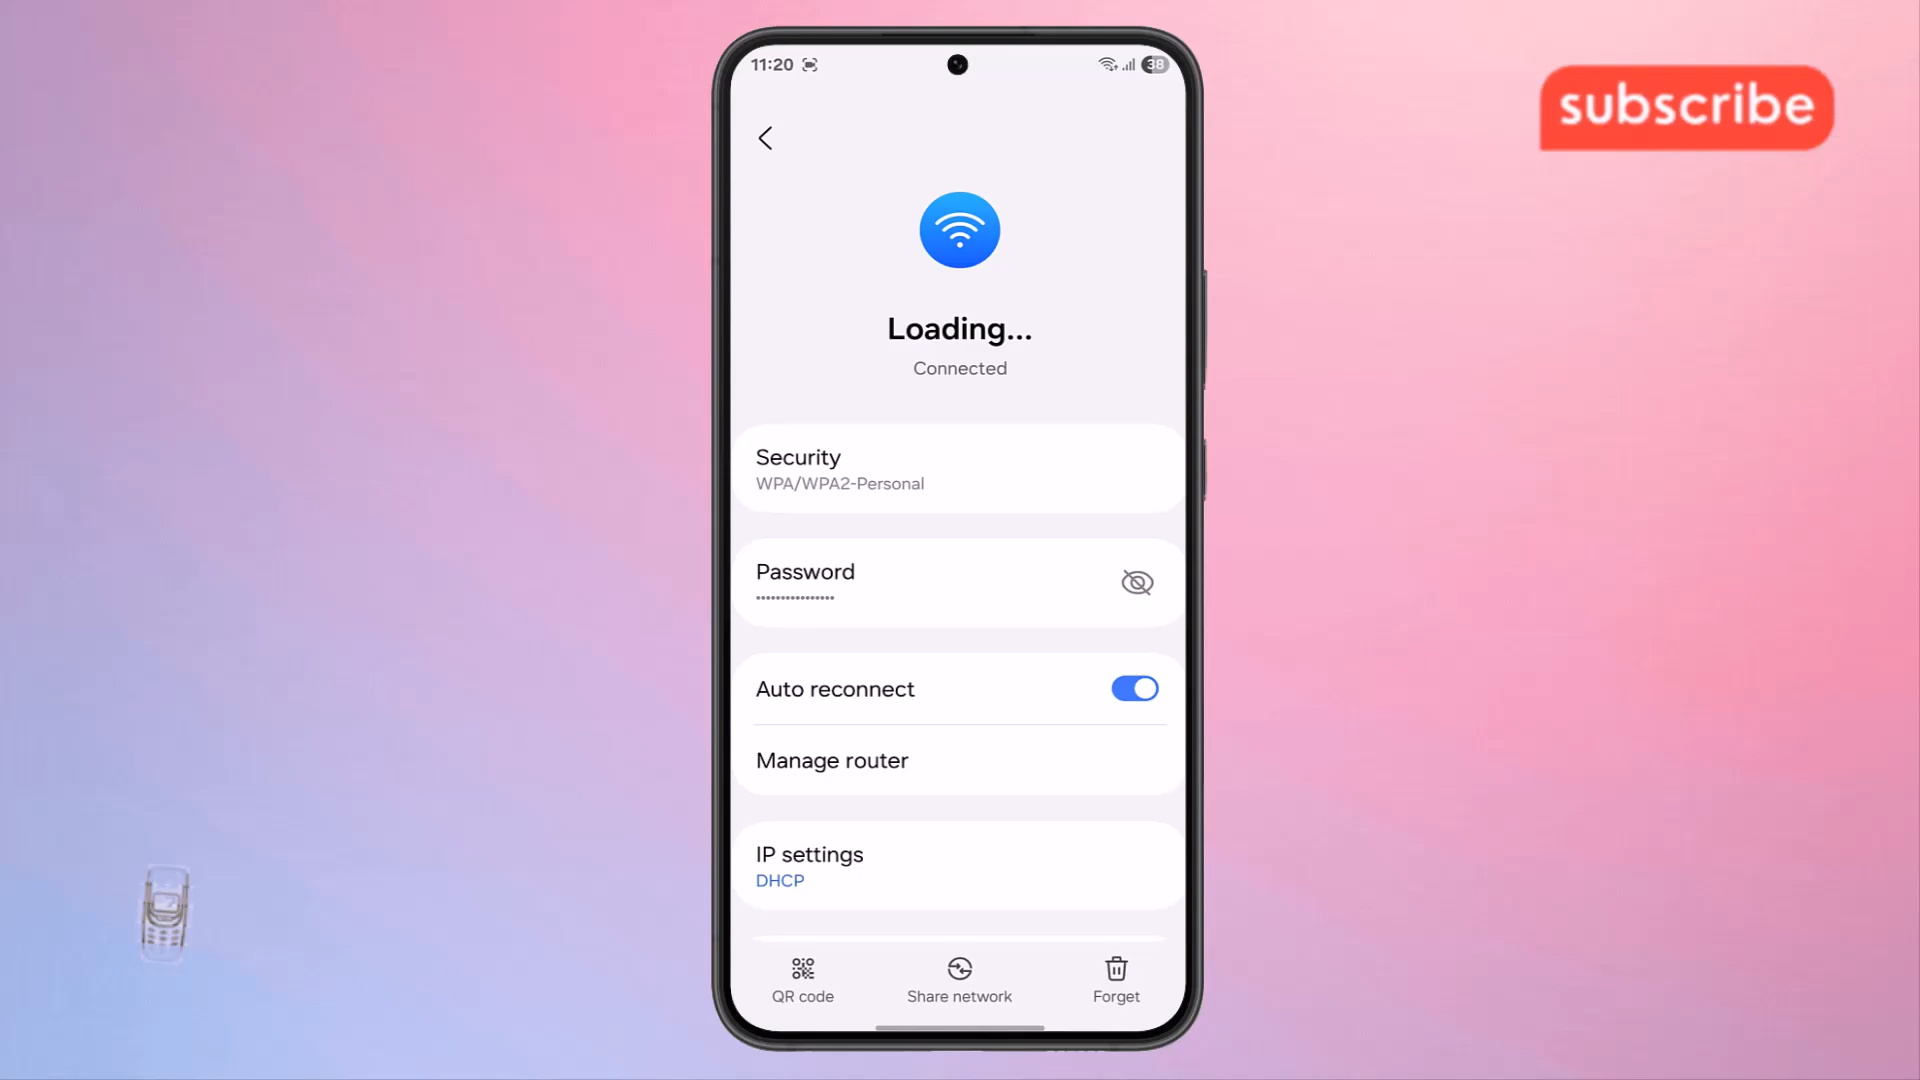 11:20
38
subscribe
Loading...
Connected
Security
WPA/WPA2-Personal
Password
••••••••••••••••
Auto reconnect
Manage router
IP settings
DHCP
QR code
Share network
Forget